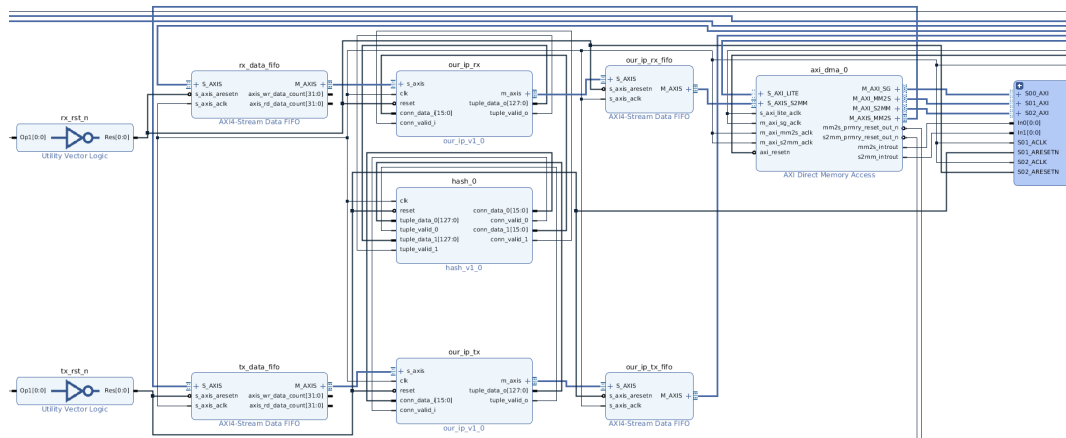 rx_data_fifo
S_AXIS
s_axis_aresetn
s_axis_aclk
M_AXIS
axis_wr_data_count[31:0]
axis_rd_data_count[31:0]
AXI4-Stream Data FIFO
our_ip_rx
s_axis
clk
reset
conn_data_i[15:0]
conn_valid_i
m_axis
tuple_data_o[127:0]
tuple_valid_o
our_ip_v1_0
our_ip_rx_fifo
S_AXIS
s_axis_aresetn
s_axis_aclk
M_AXIS
AXI4-Stream Data FIFO
axi_dma_0
S_AXI_LITE
S_AXIS_S2MM
s_axi_lite_aclk
m_axi_sg_aclk
m_axi_mm2s_aclk
m_axi_s2mm_aclk
axi_resetn
M_AXI_SG
M_AXI_MM2S
M_AXI_S2MM
M_AXIS_MM2S
mm2s_prmry_reset_out_n
s2mm_prmry_reset_out_n
mm2s_introut
s2mm_introut
AXI Direct Memory Access
S00_AXI
S01_AXI
S02_AXI
In0[0:0]
In1[0:0]
S01_ACLK
S01_ARESETN
S02_ACLK
S02_ARESETN
rx_rst_n
Op1[0:0]
Res[0:0]
Utility Vector Logic
hash_0
clk
reset
tuple_data_0[127:0]
tuple_valid_0
tuple_data_1[127:0]
tuple_valid_1
conn_data_0[15:0]
conn_valid_0
conn_data_1[15:0]
conn_valid_1
hash_v1_0
tx_rst_n
Op1[0:0]
Res[0:0]
Utility Vector Logic
tx_data_fifo
S_AXIS
s_axis_aresetn
s_axis_aclk
M_AXIS
axis_wr_data_count[31:0]
axis_rd_data_count[31:0]
AXI4-Stream Data FIFO
our_ip_tx
s_axis
clk
reset
conn_data_i[15:0]
conn_valid_i
m_axis
tuple_data_o[127:0]
tuple_valid_o
our_ip_v1_0
our_ip_tx_fifo
S_AXIS
s_axis_aresetn
s_axis_aclk
M_AXIS
AXI4-Stream Data FIFO